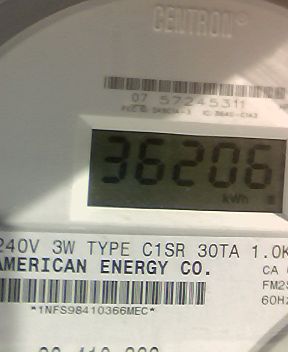 CENTRON®
07 57245311
36206
kWh
240V 3W TYPE C1SR 30TA 1.0K
AMERICAN ENERGY CO.
CA
FM2S
60Hz
*1NFS98410366MEC*